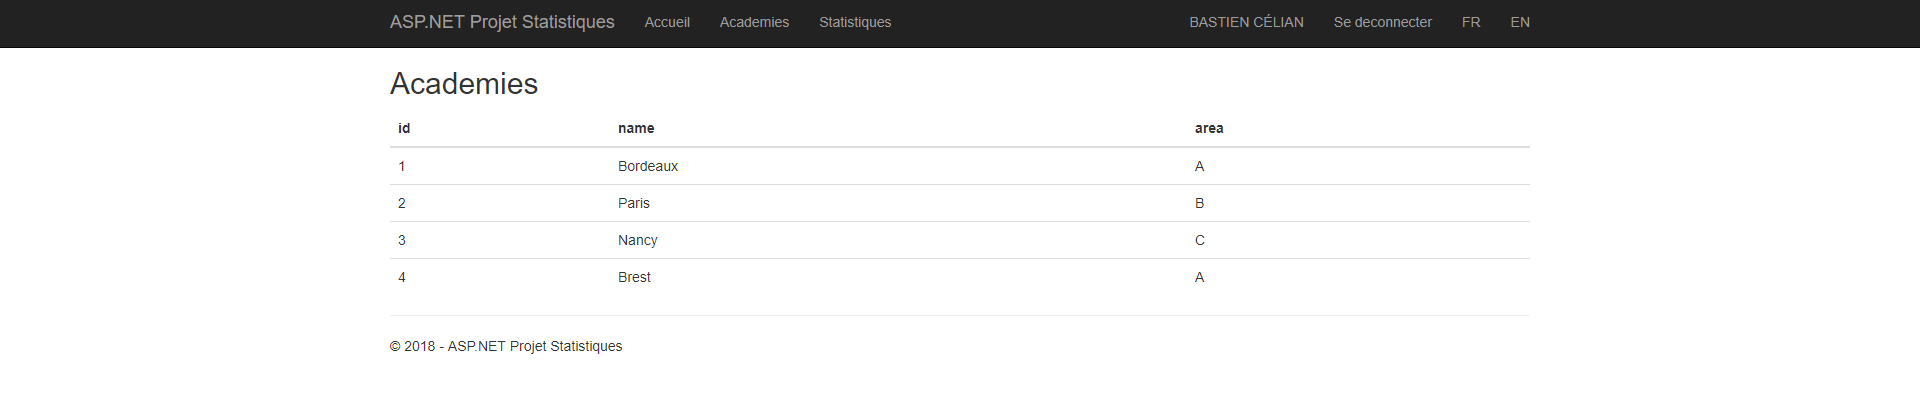 ASP.NET Projet Statistiques Accueil Academies Statistiques BASTIEN CÉLIAN Se deconnecter FR EN
Academies
id name area
1 Bordeaux A
2 Paris B
3 Nancy C
4 Brest A
© 2018 - ASP.NET Projet Statistiques